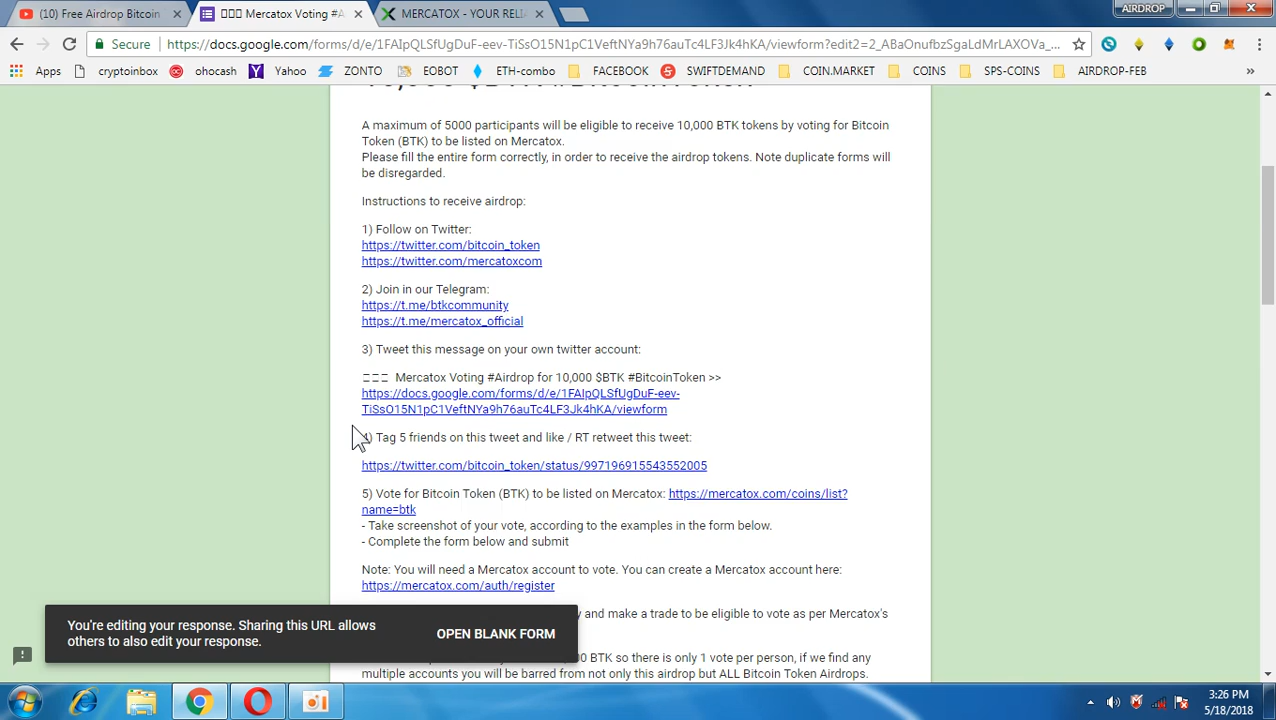 (10) Free Airdrop Bitcoin
Mercatox Voting #A
MERCATOX - YOUR RELI
AIRDROP
Secure
https://docs.google.com/forms/d/e/1FAIpQLSfUgDuF-eev-TiSsO15N1pC1VeftNYa9h76auTc4LF3Jk4hKA/viewform?edit2=2_ABaOnufbzSgaLdMrLAXOVa_...
Apps
cryptoinbox
ohocash
Yahoo
ZONTO
EOBOT
ETH-combo
FACEBOOK
SWIFTDEMAND
COIN.MARKET
COINS
SPS-COINS
AIRDROP-FEB
»
A maximum of 5000 participants will be eligible to receive 10,000 BTK tokens by voting for Bitcoin
Token (BTK) to be listed on Mercatox.
Please fill the entire form correctly, in order to receive the airdrop tokens. Note duplicate forms will
be disregarded.
Instructions to receive airdrop:
1) Follow on Twitter:
https://twitter.com/bitcoin_token
https://twitter.com/mercatoxcom
2) Join in our Telegram:
https://t.me/btkcommunity
https://t.me/mercatox_official
3) Tweet this message on your own twitter account:
Mercatox Voting #Airdrop for 10,000 $BTK #BitcoinToken >>
https://docs.google.com/forms/d/e/1FAIpQLSfUgDuF-eev-
TiSsO15N1pC1VeftNYa9h76auTc4LF3Jk4hKA/viewform
4) Tag 5 friends on this tweet and like / RT retweet this tweet:
https://twitter.com/bitcoin_token/status/997196915543552005
5) Vote for Bitcoin Token (BTK) to be listed on Mercatox: https://mercatox.com/coins/list?
name=btk
- Take screenshot of your vote, according to the examples in the form below.
- Complete the form below and submit
Note: You will need a Mercatox account to vote. You can create a Mercatox account here:
https://mercatox.com/auth/register
and make a trade to be eligible to vote as per Mercatox's
BTK so there is only 1 vote per person, if we find any
multiple accounts you will be barred from not only this airdrop but ALL Bitcoin Token Airdrops.
You're editing your response. Sharing this URL allows
others to also edit your response.
OPEN BLANK FORM
3:26 PM
5/18/2018